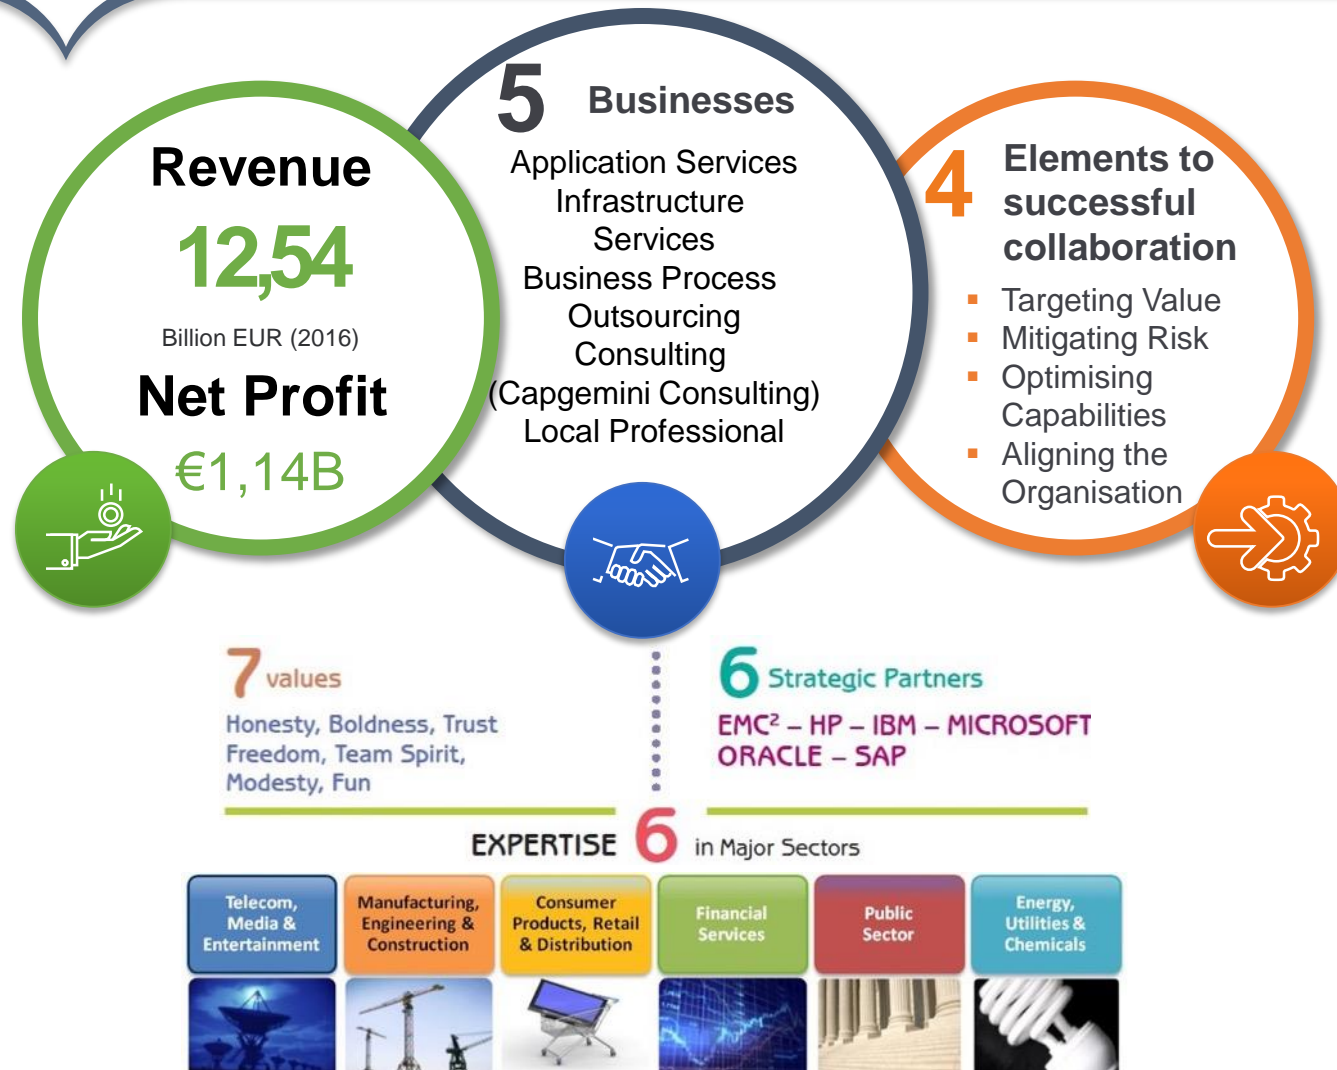 Revenue
12,54
Billion EUR (2016)
Net Profit
€1,14B
5 Businesses
Application Services
Infrastructure
Services
Business Process
Outsourcing
Consulting
(Capgemini Consulting)
Local Professional
4 Elements to
successful
collaboration
▪ Targeting Value
▪ Mitigating Risk
▪ Optimising
Capabilities
▪ Aligning the
Organisation
7 values
Honesty, Boldness, Trust
Freedom, Team Spirit,
Modesty, Fun
6 Strategic Partners
EMC² – HP – IBM – MICROSOFT
ORACLE – SAP
EXPERTISE 6 in Major Sectors
Telecom,
Media &
Entertainment
Manufacturing,
Engineering &
Construction
Consumer
Products, Retail
& Distribution
Financial
Services
Public
Sector
Energy,
Utilities &
Chemicals